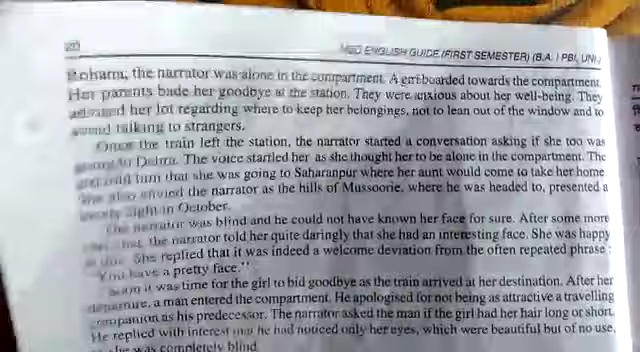 MBD ENGLISH GUIDE (FIRST SEMESTER) (B.A. I PBI. UNI.)
Rohana, the narrator was alone in the compartment. A girl boarded towards the compartment.
Her parents bade her goodbye at the station. They were anxious about her well-being. They
advised her lot regarding where to keep her belongings, not to lean out of the window and to
avoid talking to strangers.
Once the train left the station, the narrator started a conversation asking if she too was
going to Dehra. The voice startled her as she thought her to be alone in the compartment. The
girl told him that she was going to Saharanpur where her aunt would come to take her home.
She also envied the narrator as the hills of Mussoorie, where he was headed to, presented a
lovely sight in October.
The narrator was blind and he could not have known her face for sure. After some more
the narrator told her quite daringly that she had an interesting face. She was happy
She replied that it was indeed a welcome deviation from the often repeated phrase :
"You have a pretty face."
Soon it was time for the girl to bid goodbye as the train arrived at her destination. After her
departure, a man entered the compartment. He apologised for not being as attractive a travelling
companion as his predecessor. The narrator asked the man if the girl had her hair long or short.
He replied with interest that he had noticed only her eyes, which were beautiful but of no use,
she was completely blind